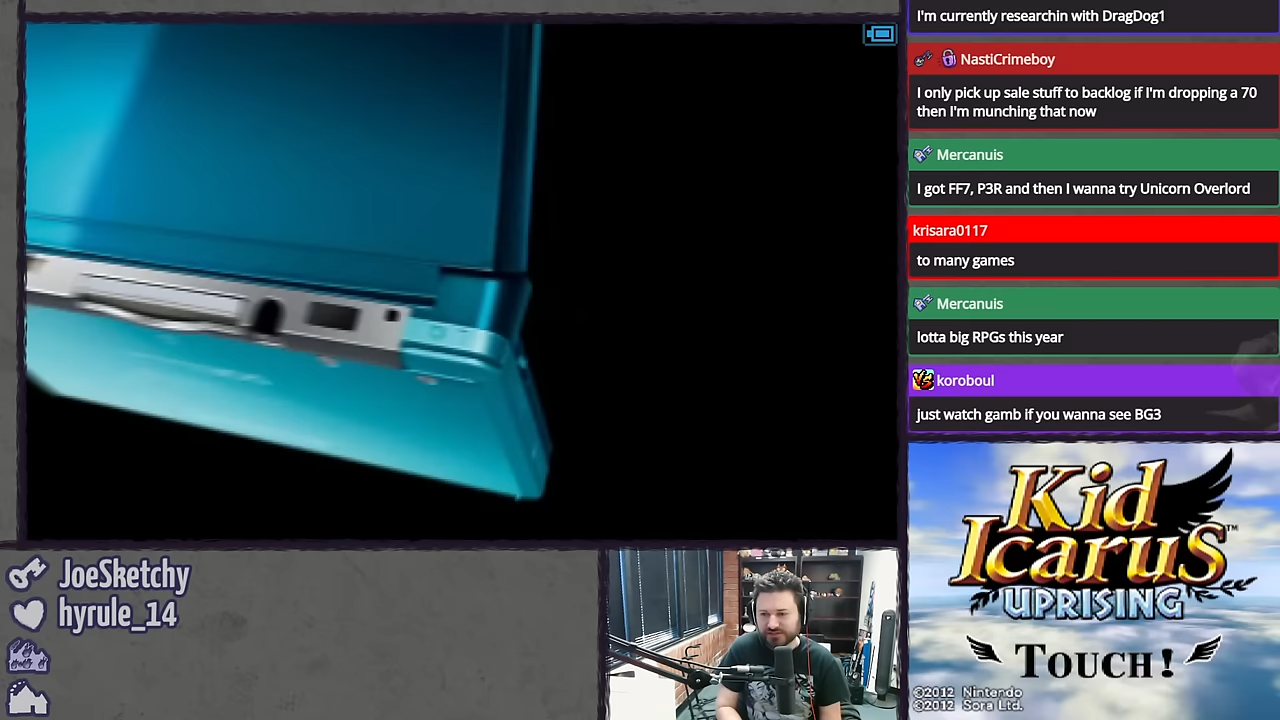 I'm currently researchin with DragDog1
NastiCrimeboy
I only pick up sale stuff to backlog if I'm dropping a 70
then I'm munching that now
Mercanuis
I got FF7, P3R and then I wanna try Unicorn Overlord
krisara0117
to many games
Mercanuis
lotta big RPGs this year
koroboul
just watch gamb if you wanna see BG3
Kid
Icarus™
UPRISING
TOUCH!
©2012 Nintendo
©2012 Sora Ltd.
JoeSketchy
hyrule_14